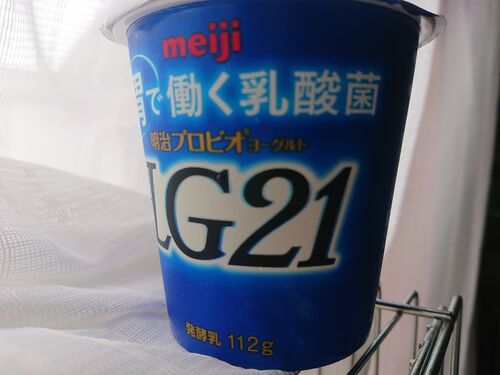 meiji
胃で働く乳酸菌
明治プロビオヨーグルト
LG21
発酵乳 112g